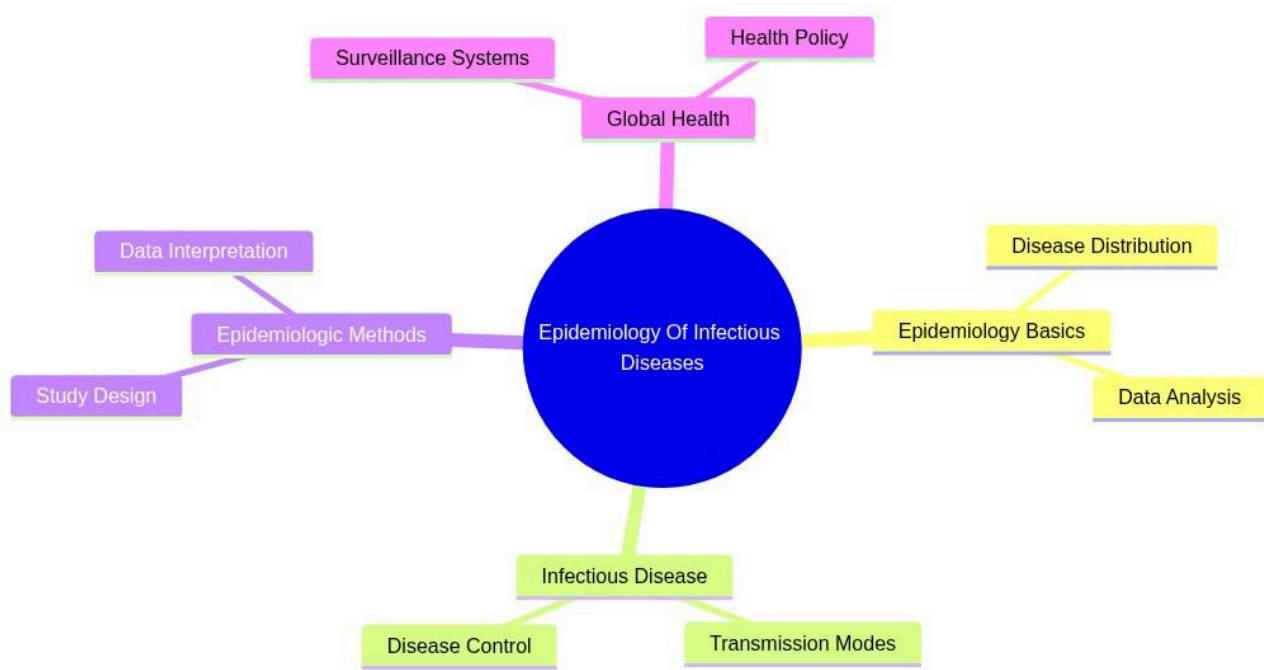 Health Policy
Surveillance Systems
Global Health
Data Interpretation
Disease Distribution
Epidemiologic Methods
Epidemiology Of Infectious
Diseases
Epidemiology Basics
Study Design
Data Analysis
Infectious Disease
Disease Control
Transmission Modes